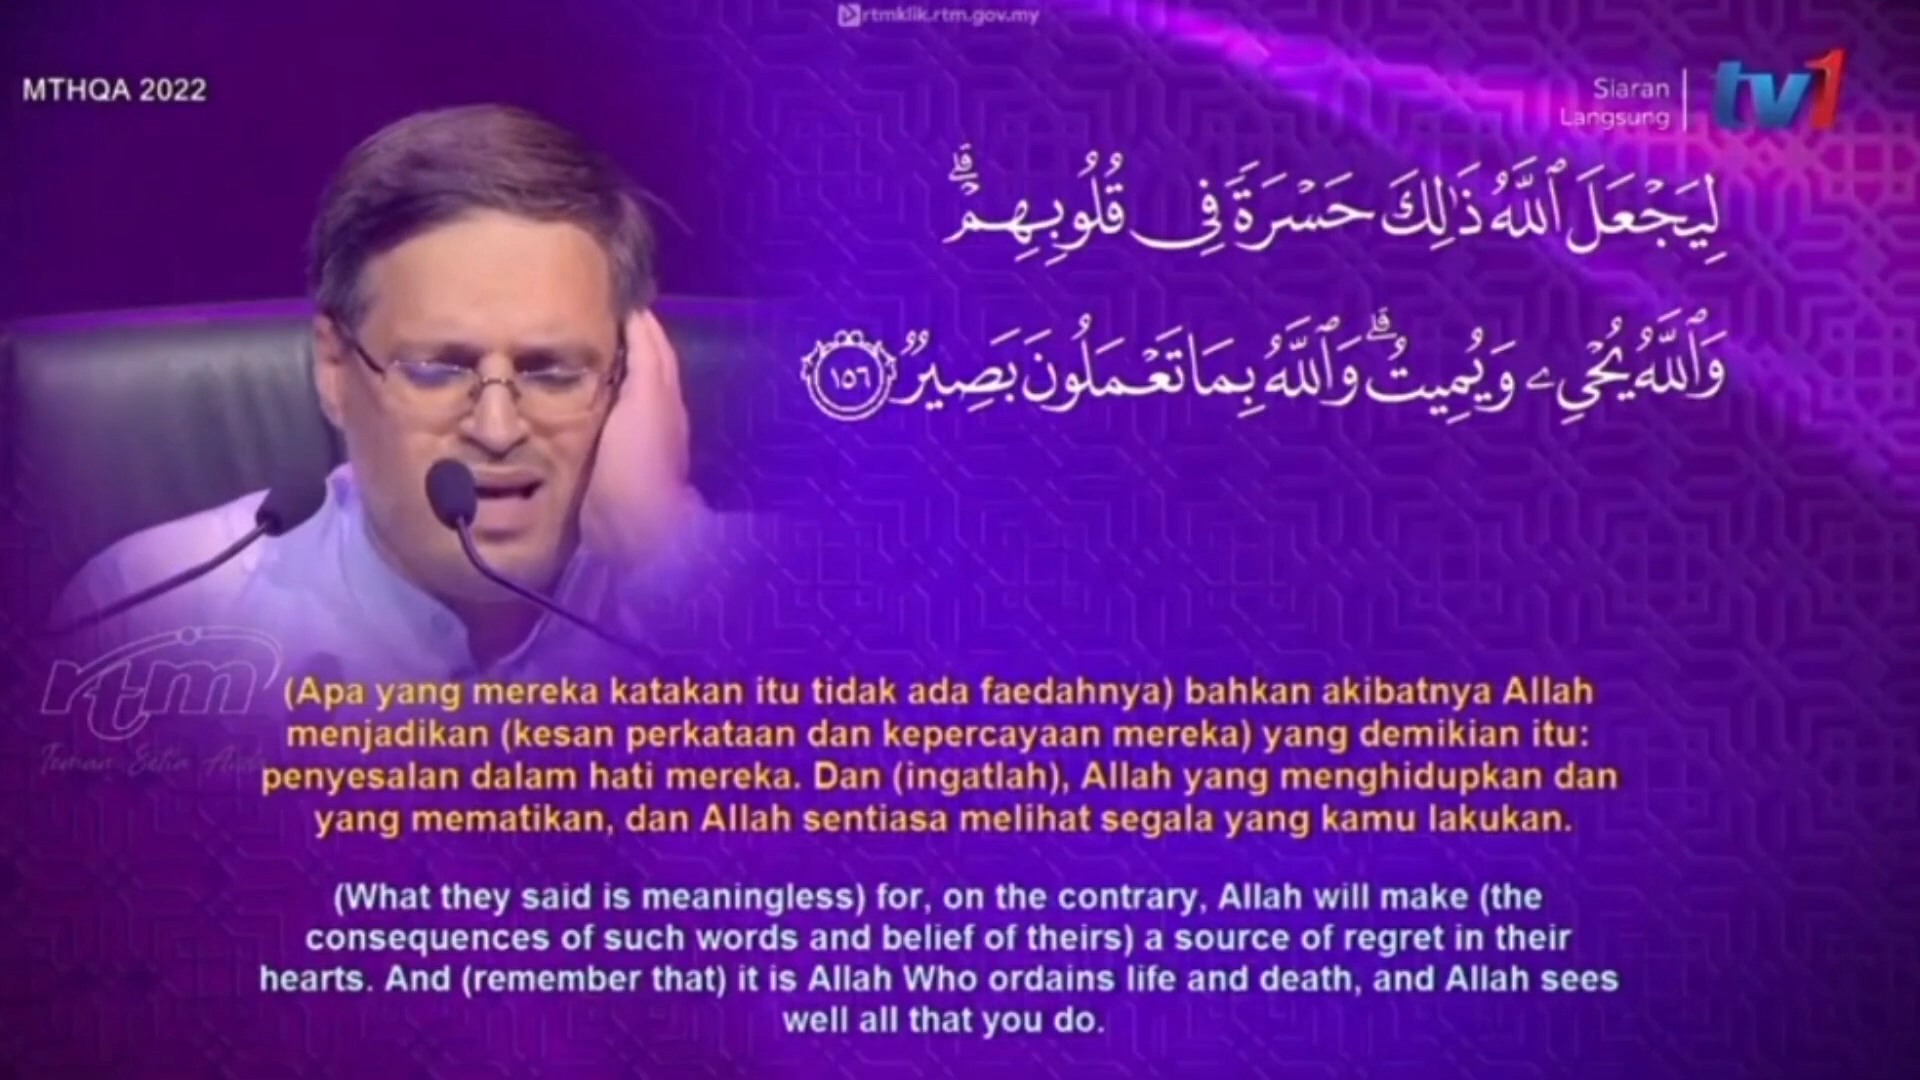 rtmklik.rtm.gov.my
MTHQA 2022
Siaran
Langsung
tv1
لِيَجْعَلَ ٱللَّهُ ذَٰلِكَ حَسْرَةً فِى قُلُوبِهِمْ ۗ
وَٱللَّهُ يُحْىِۦ وَيُمِيتُ ۗ وَٱللَّهُ بِمَا تَعْمَلُونَ بَصِيرٌ ١٥٦
rtm
Teman Setia Anda
(Apa yang mereka katakan itu tidak ada faedahnya) bahkan akibatnya Allah
menjadikan (kesan perkataan dan kepercayaan mereka) yang demikian itu:
penyesalan dalam hati mereka. Dan (ingatlah), Allah yang menghidupkan dan
yang mematikan, dan Allah sentiasa melihat segala yang kamu lakukan.
(What they said is meaningless) for, on the contrary, Allah will make (the
consequences of such words and belief of theirs) a source of regret in their
hearts. And (remember that) it is Allah Who ordains life and death, and Allah sees
well all that you do.